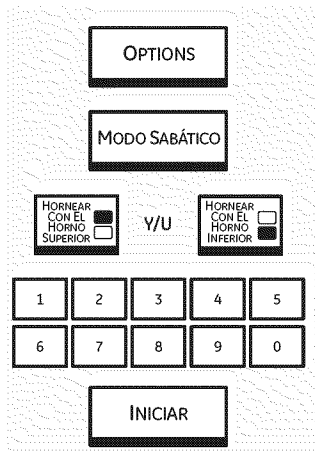 OPTIONS
MODO SABÁTICO
HORNEAR
CON EL
HORNO
SUPERIOR
Y/U
HORNEAR
CON EL
HORNO
INFERIOR
1 2 3 4 5
6 7 8 9 0
INICIAR